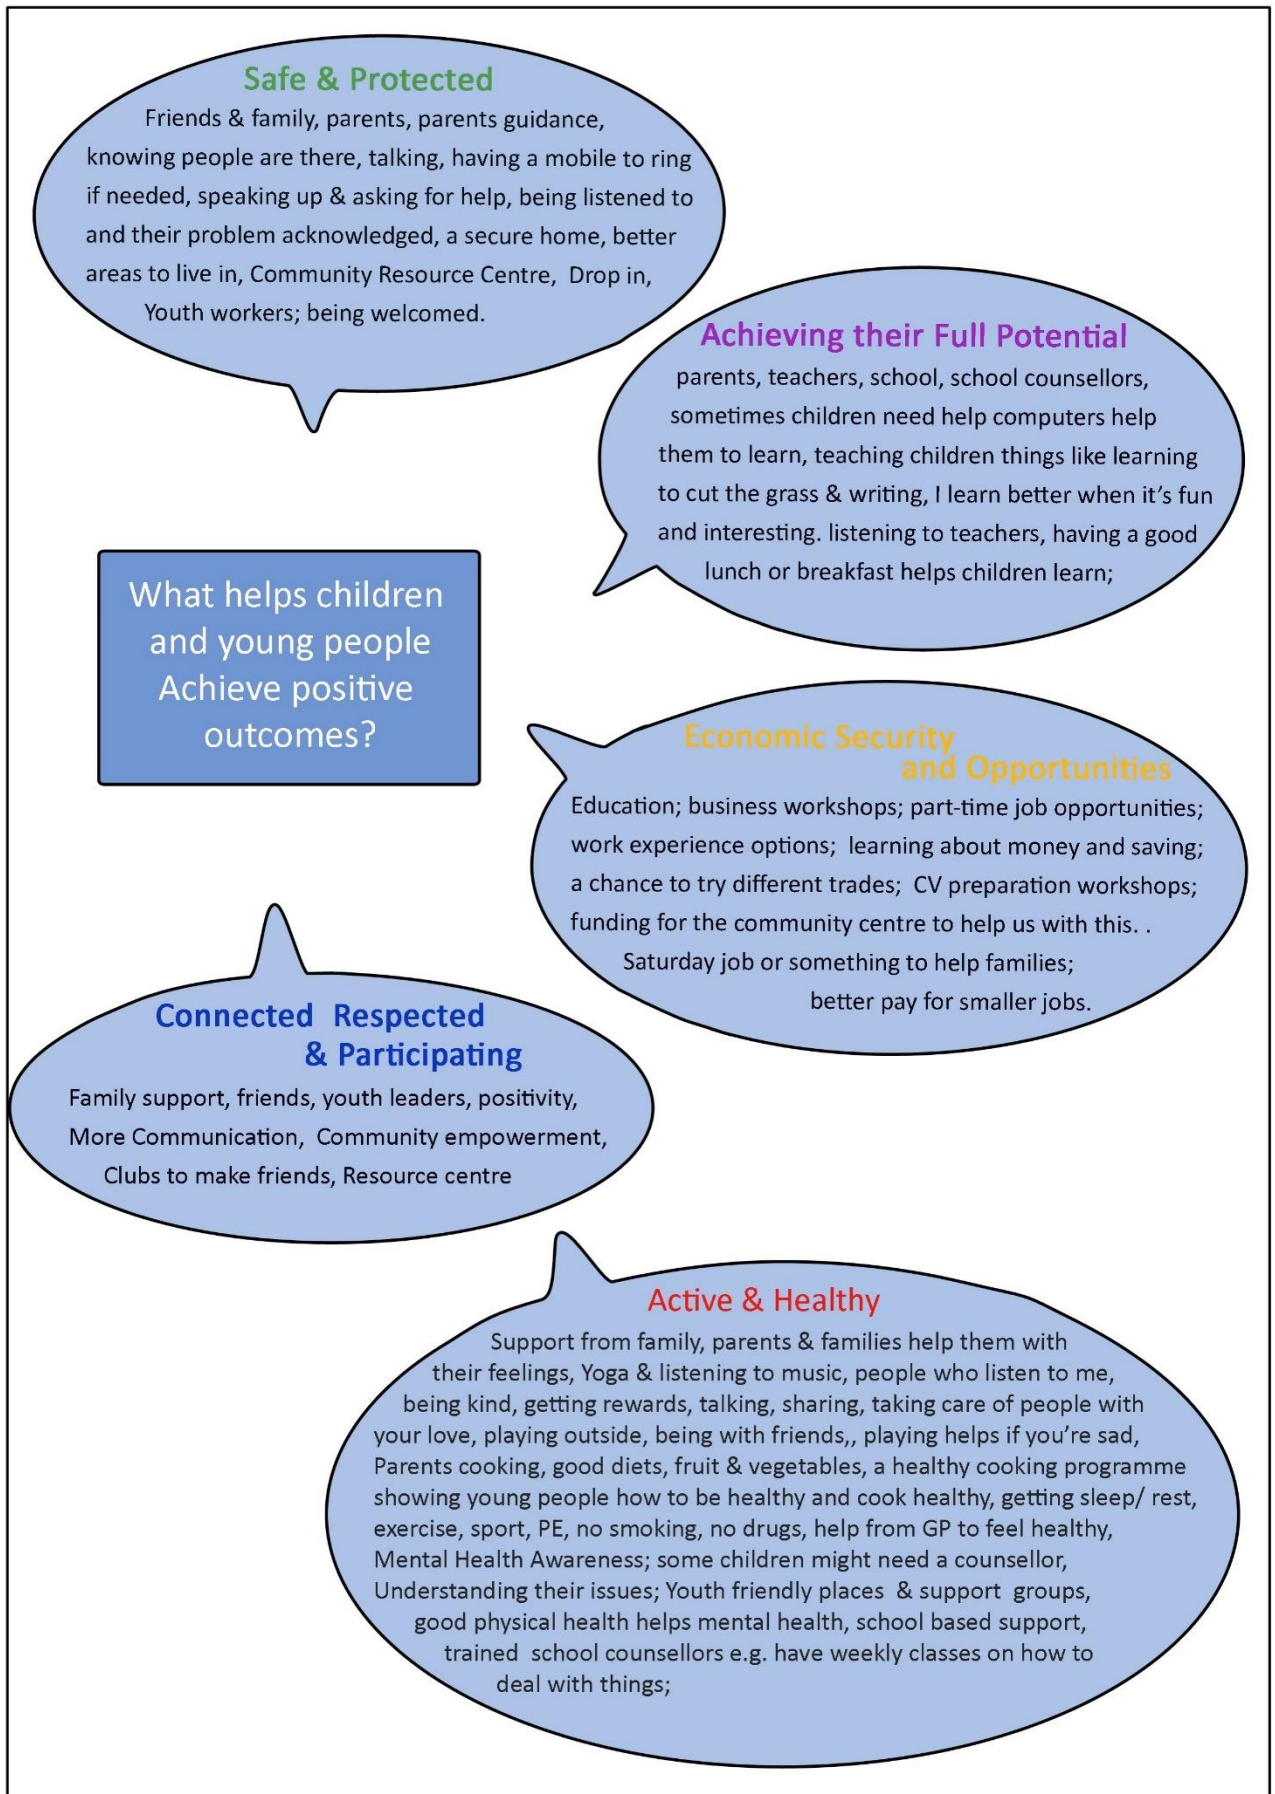 Safe & Protected
Friends & family, parents, parents guidance,
knowing people are there, talking, having a mobile to ring
if needed, speaking up & asking for help, being listened to
and their problem acknowledged, a secure home, better
areas to live in, Community Resource Centre,  Drop in,
Youth workers; being welcomed.
Achieving their Full Potential
parents, teachers, school, school counsellors,
sometimes children need help computers help
them to learn, teaching children things like learning
to cut the grass & writing, I learn better when it’s fun
and interesting. listening to teachers, having a good
lunch or breakfast helps children learn;
What helps children
and young people
Achieve positive
outcomes?
Economic Security
and Opportunities
Education; business workshops; part-time job opportunities;
work experience options;  learning about money and saving;
a chance to try different trades;  CV preparation workshops;
funding for the community centre to help us with this. .
Saturday job or something to help families;
better pay for smaller jobs.
Connected  Respected
& Participating
Family support, friends, youth leaders, positivity,
More Communication,  Community empowerment,
Clubs to make friends, Resource centre
Active & Healthy
Support from family, parents & families help them with
their feelings, Yoga & listening to music, people who listen to me,
being kind, getting rewards, talking, sharing, taking care of people with
your love, playing outside, being with friends,, playing helps if you’re sad,
Parents cooking, good diets, fruit & vegetables, a healthy cooking programme
showing young people how to be healthy and cook healthy, getting sleep/ rest,
exercise, sport, PE, no smoking, no drugs, help from GP to feel healthy,
Mental Health Awareness; some children might need a counsellor,
Understanding their issues; Youth friendly places  & support  groups,
good physical health helps mental health, school based support,
trained  school counsellors e.g. have weekly classes on how to
deal with things;